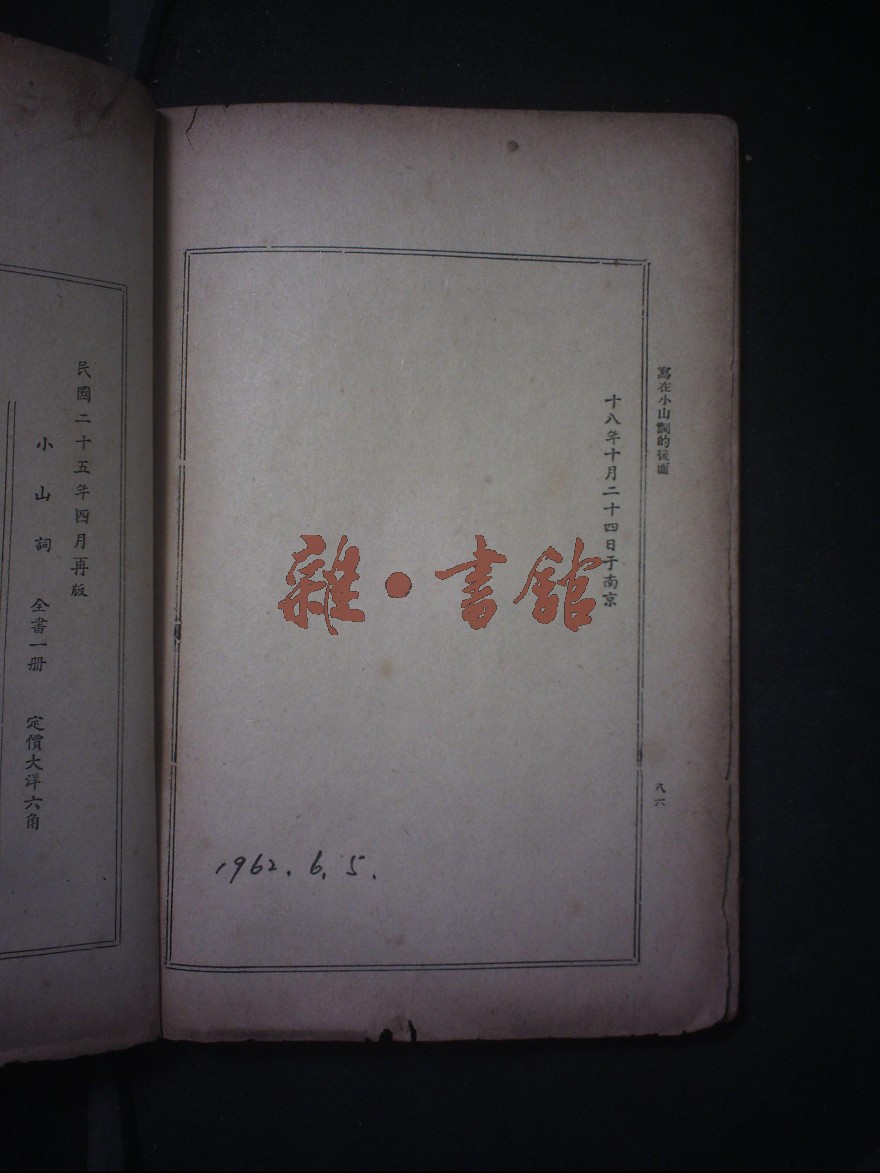 寫在小山詞的後面
八六
十八年十月二十四日于南京
雜·書館
1962. 6. 5.
民國二十五年四月再版
小山詞 全書一册 定價大洋六角